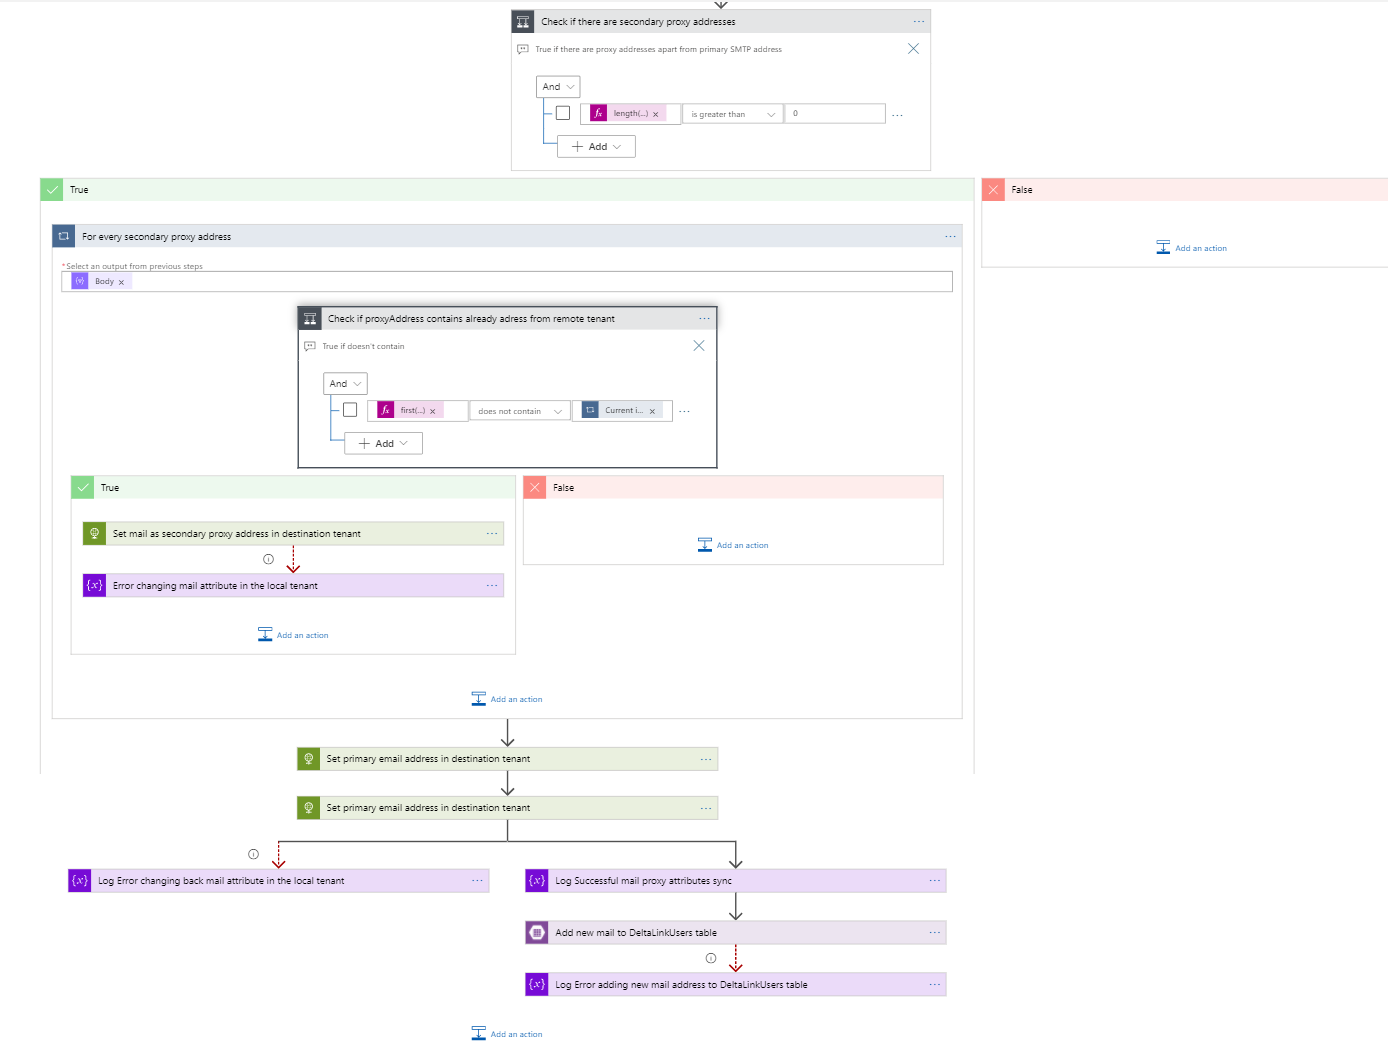 Check if there are secondary proxy addresses
True if there are proxy addresses apart from primary SMTP address
And
length(...) x is greater than 0
Add
True
False
For every secondary proxy address
Add an action
*Select an output from previous steps
Body x
Check if proxyAddress contains already adress from remote tenant
True if doesn't contain
And
first(...) x does not contain Current i... x
Add
True
False
Set mail as secondary proxy address in destination tenant
Add an action
Error changing mail attribute in the local tenant
Add an action
Add an action
Set primary email address in destination tenant
Set primary email address in destination tenant
Log Error changing back mail attribute in the local tenant
Log Successful mail proxy attributes sync
Add new mail to DeltaLinkUsers table
Log Error adding new mail address to DeltaLinkUsers table
Add an action